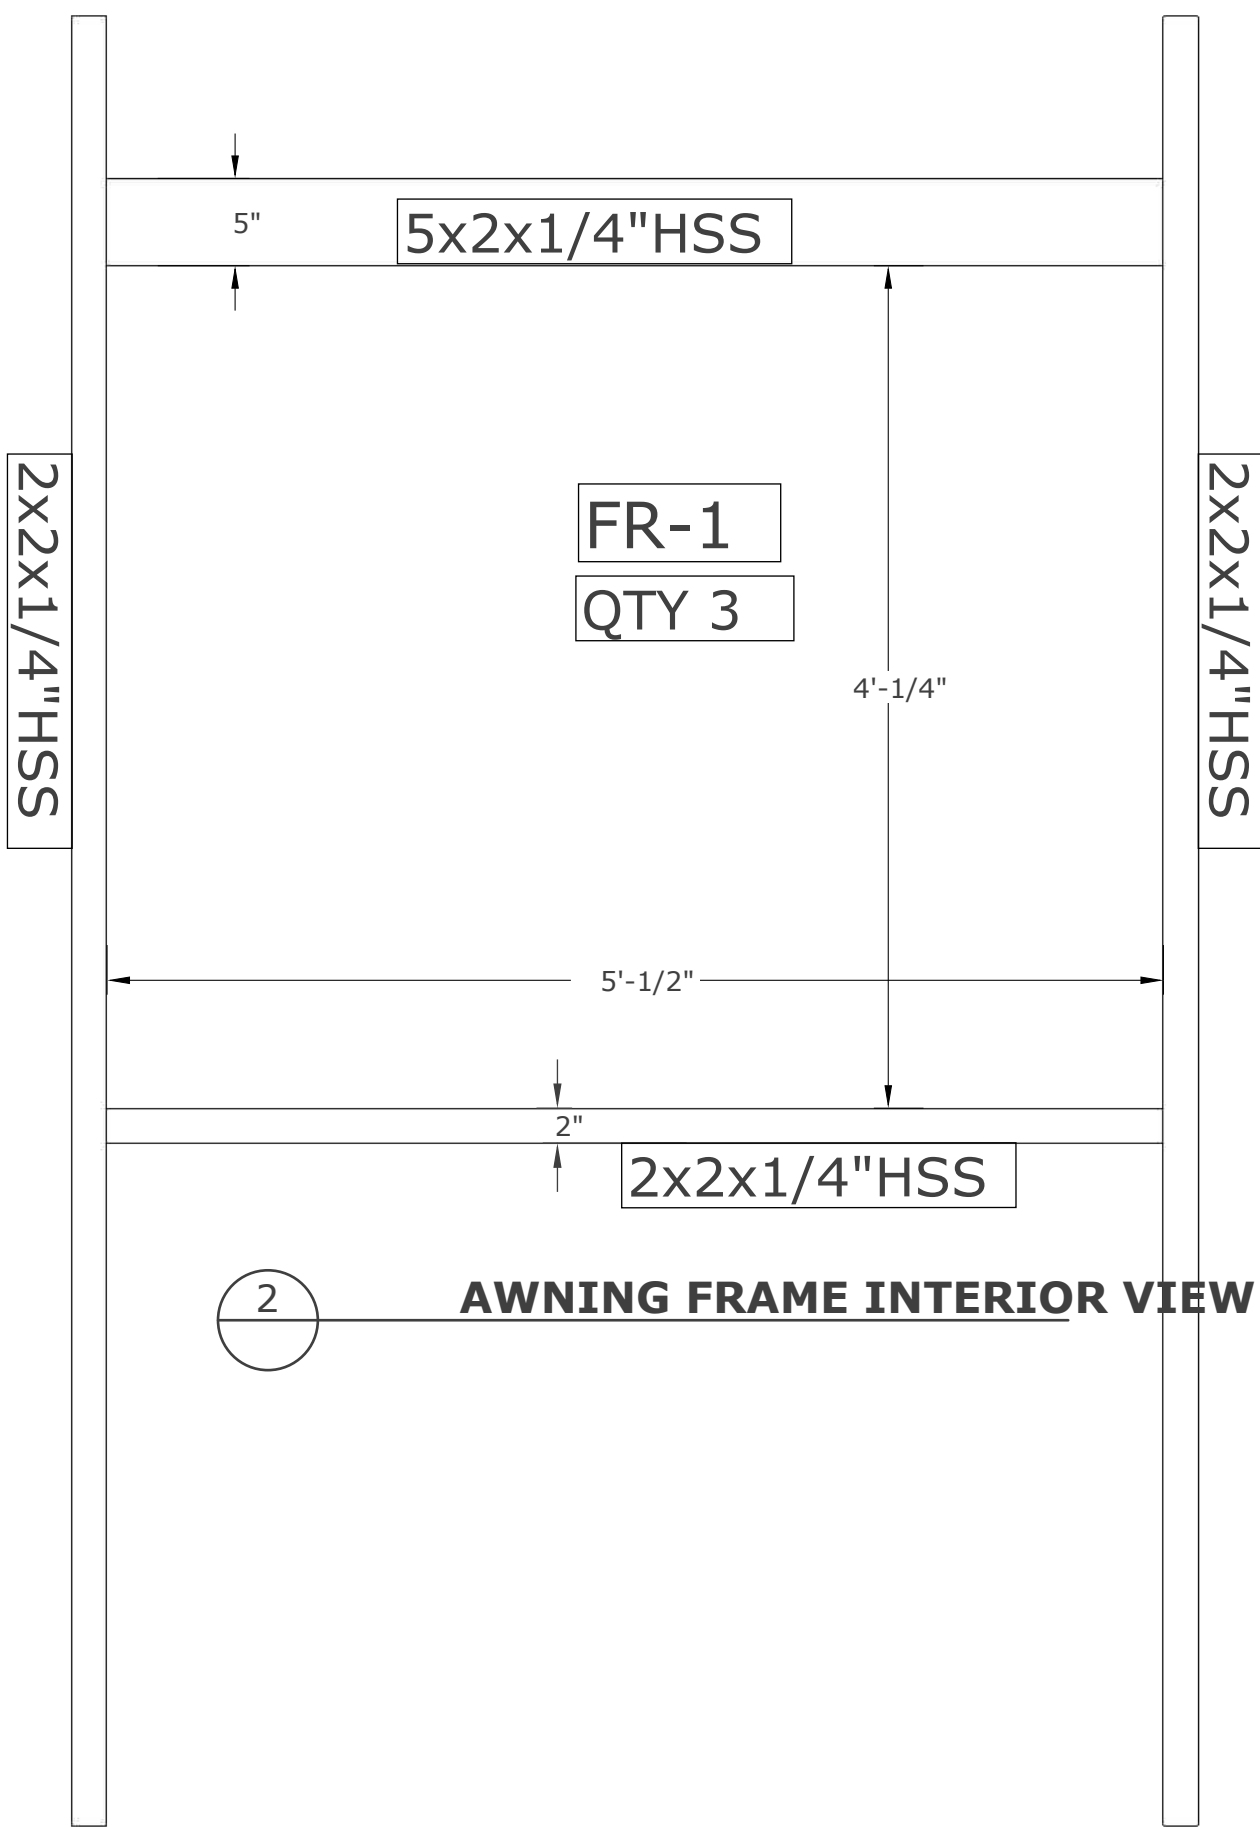 5"
5x2x1/4"HSS
2x2x1/4"HSS
2x2x1/4"HSS
FR-1
QTY 3
4'-1/4"
5'-1/2"
2"
2x2x1/4"HSS
2
AWNING FRAME INTERIOR VIEW